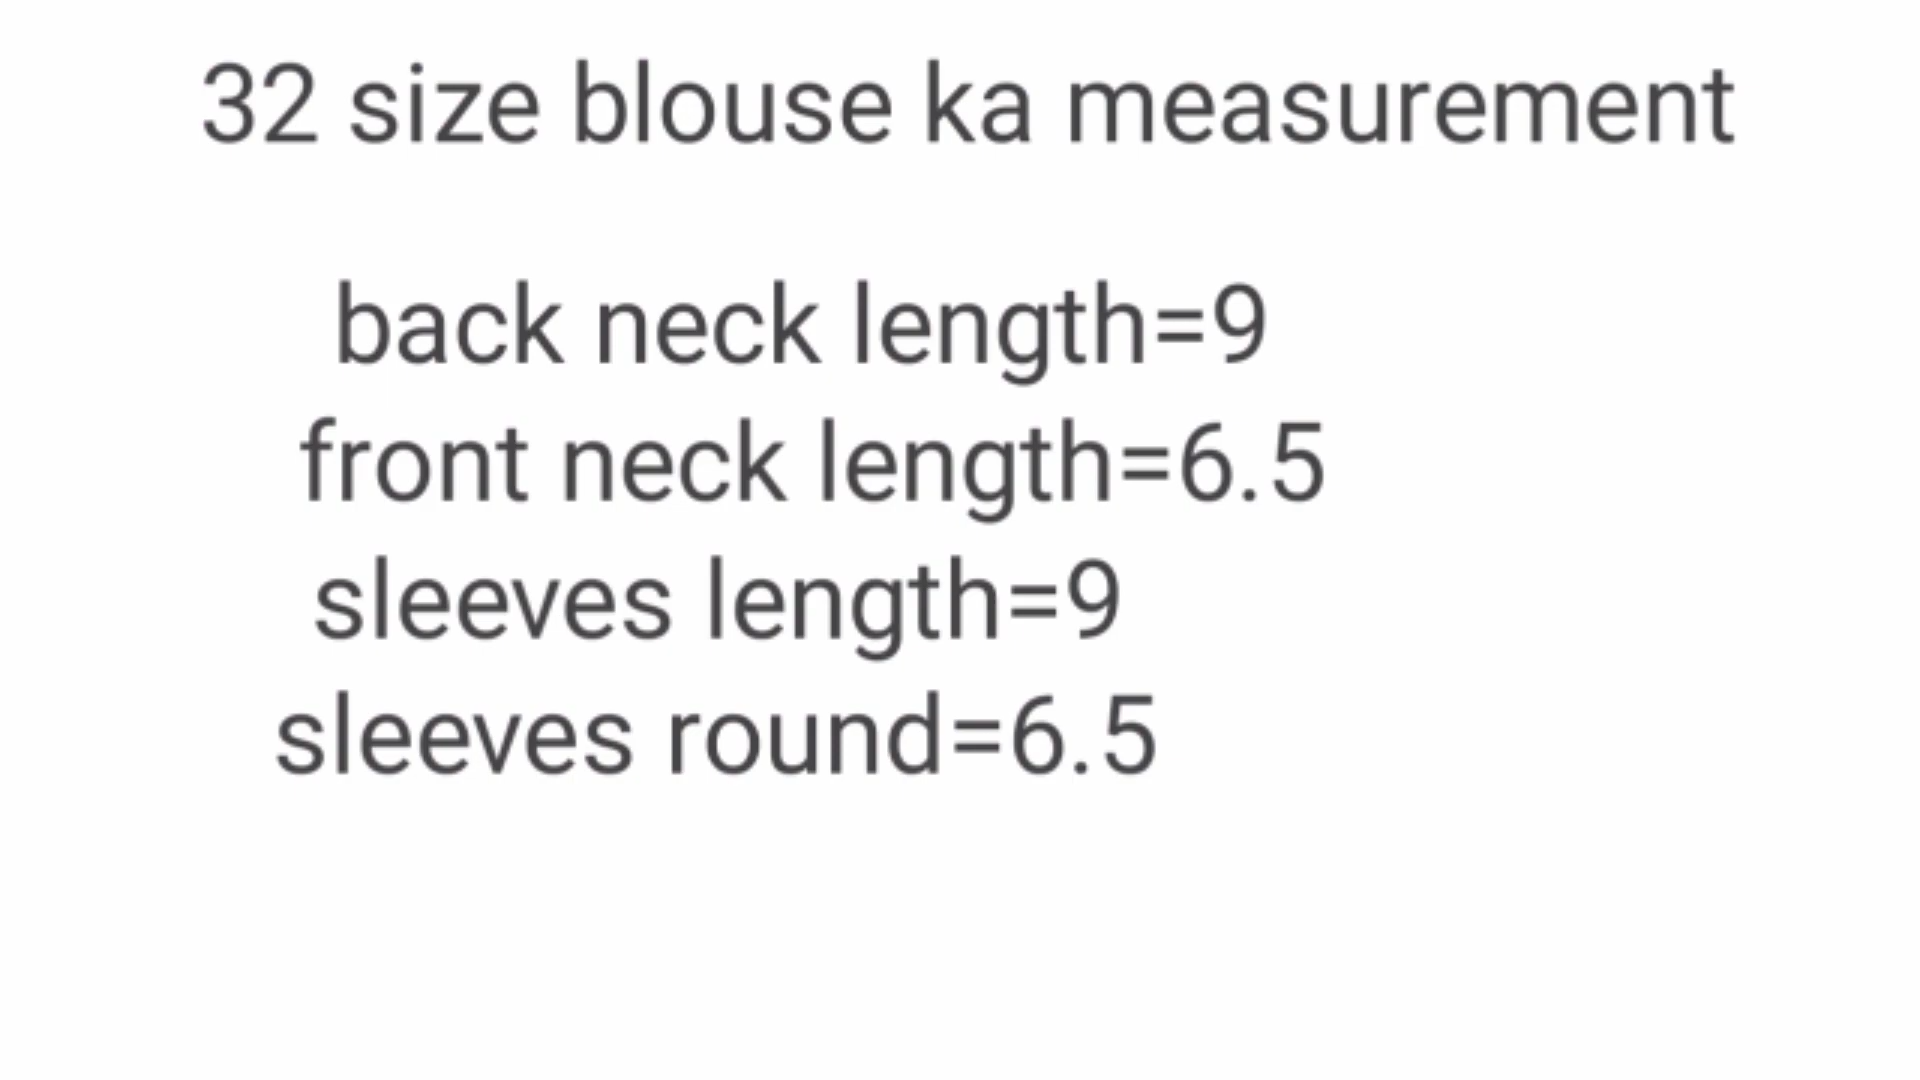 32 size blouse ka measurement
back neck length=9
front neck length=6.5
sleeves length=9
sleeves round=6.5